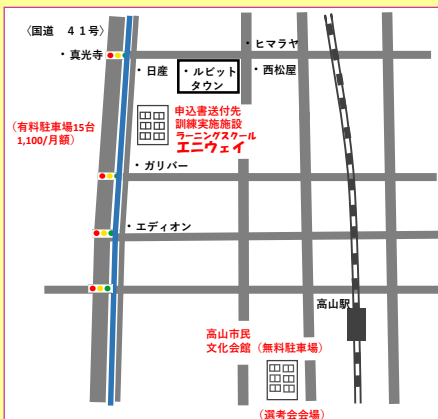 〈国道 41号〉
・真光寺
・ヒマラヤ
・日産
・ルビット
タウン
・西松屋
申込書送付先
訓練実施施設
ラーニングスクール
エニウェイ
(有料駐車場15台
1,100/月額)
・ガリバー
・エディオン
高山駅
高山市民
文化会館(無料駐車場)
(選考会会場)